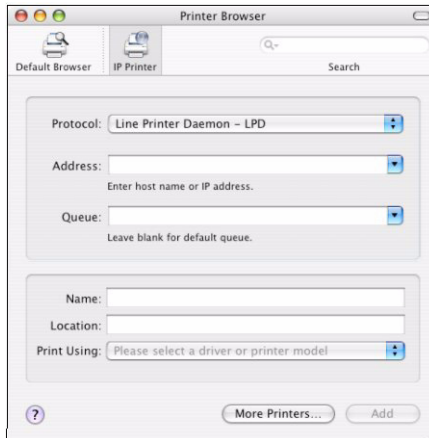 Printer Browser
Default Browser IP Printer Search
Protocol: Line Printer Daemon – LPD
Address:
Enter host name or IP address.
Queue:
Leave blank for default queue.
Name:
Location:
Print Using: Please select a driver or printer model
? More Printers... Add